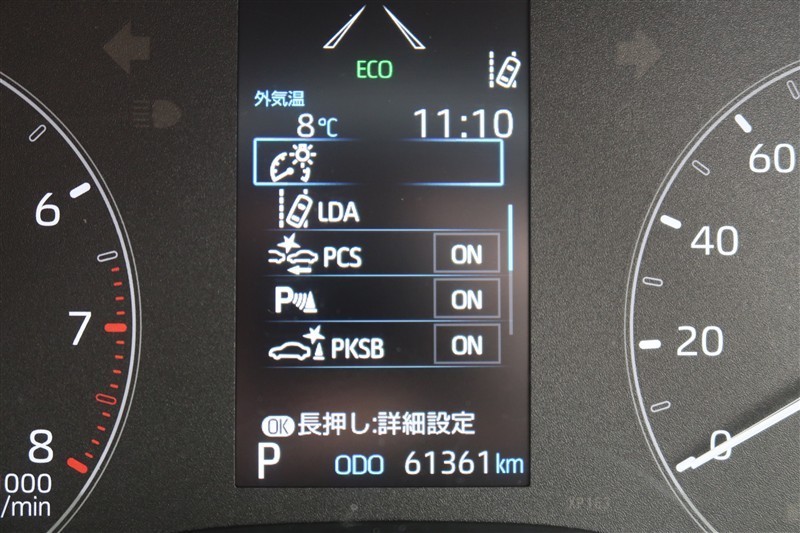 ECO
外気温
8℃ 11:10
LDA
PCS ON
P ON
PKSB ON
OK 長押し:詳細設定
P ODO 61361km
6
7
8
000
/min
60
40
20
0